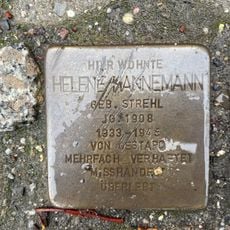 HIER WOHNTE
HELENE MANNEMANN
GEB. STREHL
JG. 1908
1933-1945
VON GESTAPO
MEHRFACH VERHAFTET
MISSHANDELT
ÜBERLEBT